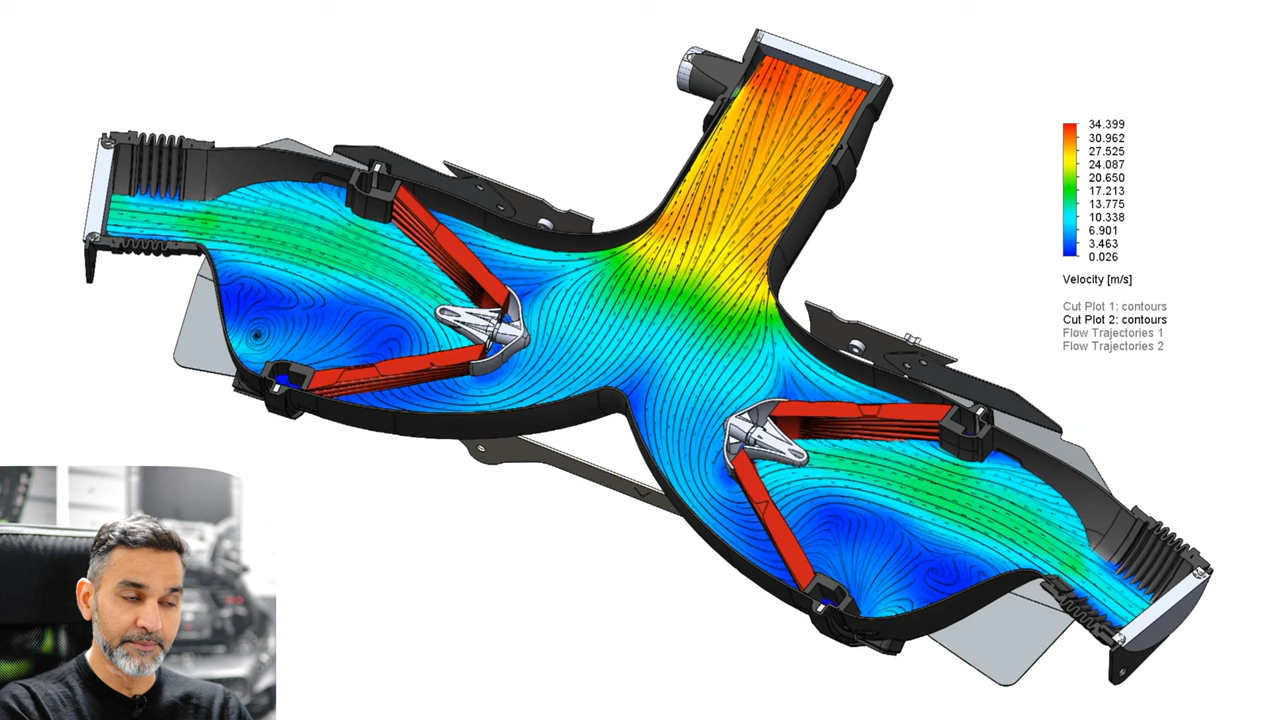 34.399
30.962
27.525
24.087
20.650
17.213
13.775
10.338
6.901
3.463
0.026
Velocity [m/s]
Cut Plot 1: contours
Cut Plot 2: contours
Flow Trajectories 1
Flow Trajectories 2